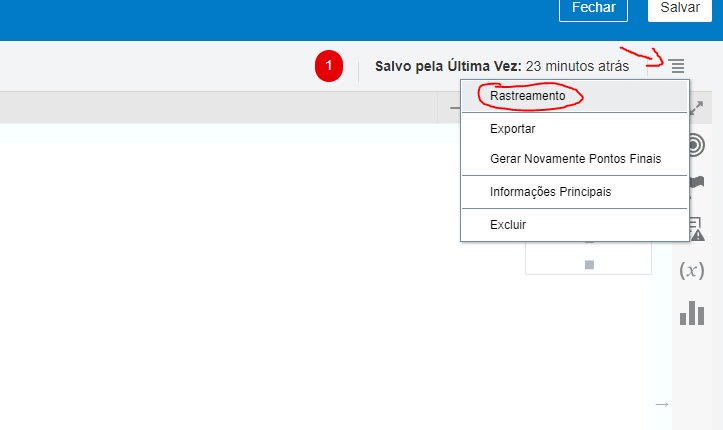 Fechar
Salvar
1
Salvo pela Última Vez: 23 minutos atrás
Rastreamento
Exportar
Gerar Novamente Pontos Finais
Informações Principais
Excluir
(x)